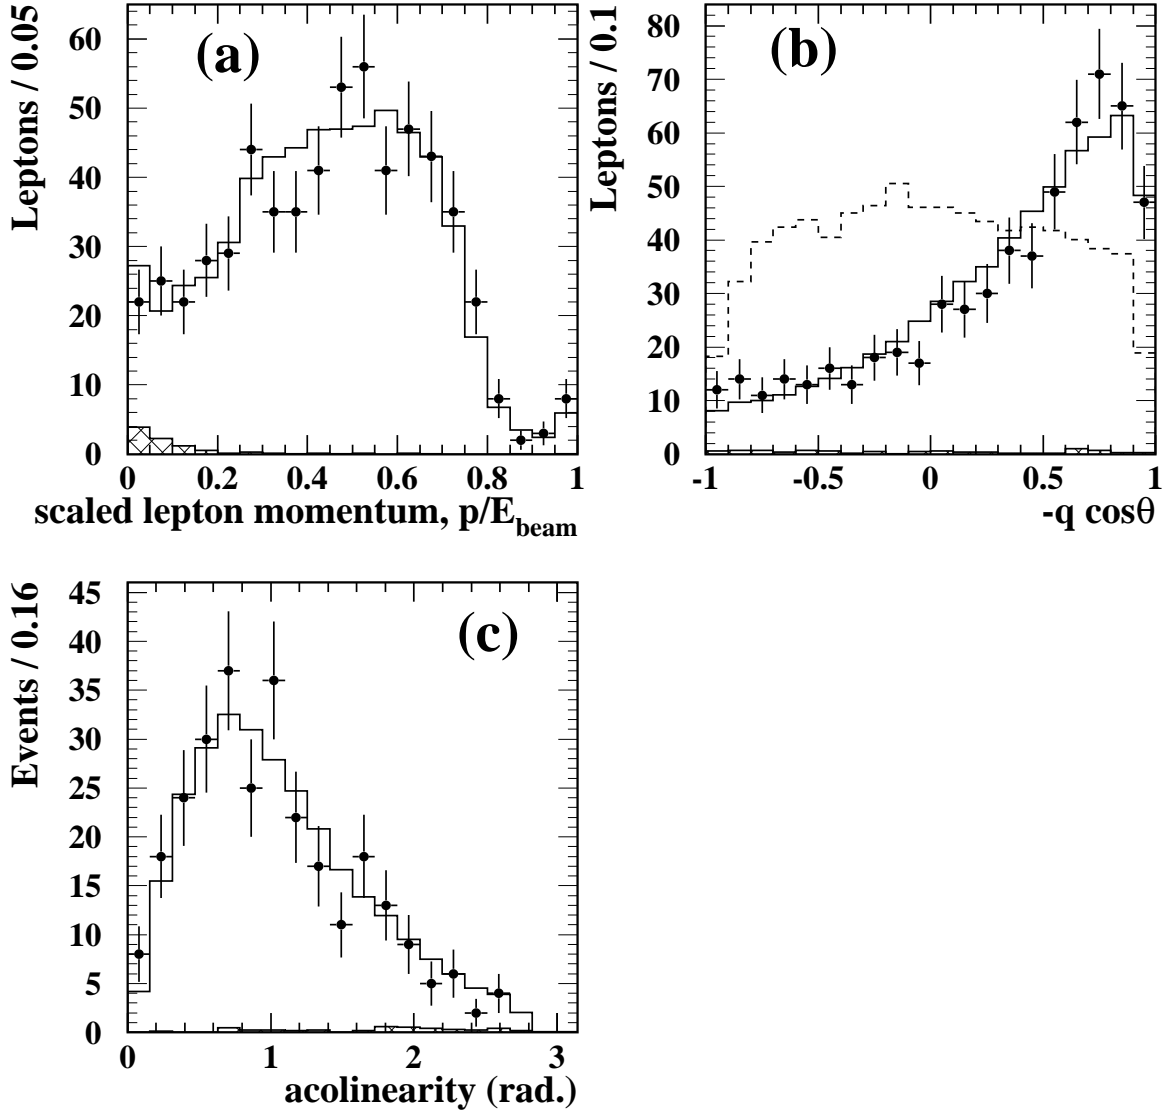 (a)
Leptons / 0.05
60
50
40
30
20
10
0
0 0.2 0.4 0.6 0.8 1
scaled lepton momentum, p/E_beam
(b)
Leptons / 0.1
80
70
60
50
40
30
20
10
0
-1 -0.5 0 0.5 1
-q cosθ
(c)
Events / 0.16
45
40
35
30
25
20
15
10
5
0
0 1 2 3
acolinearity (rad.)